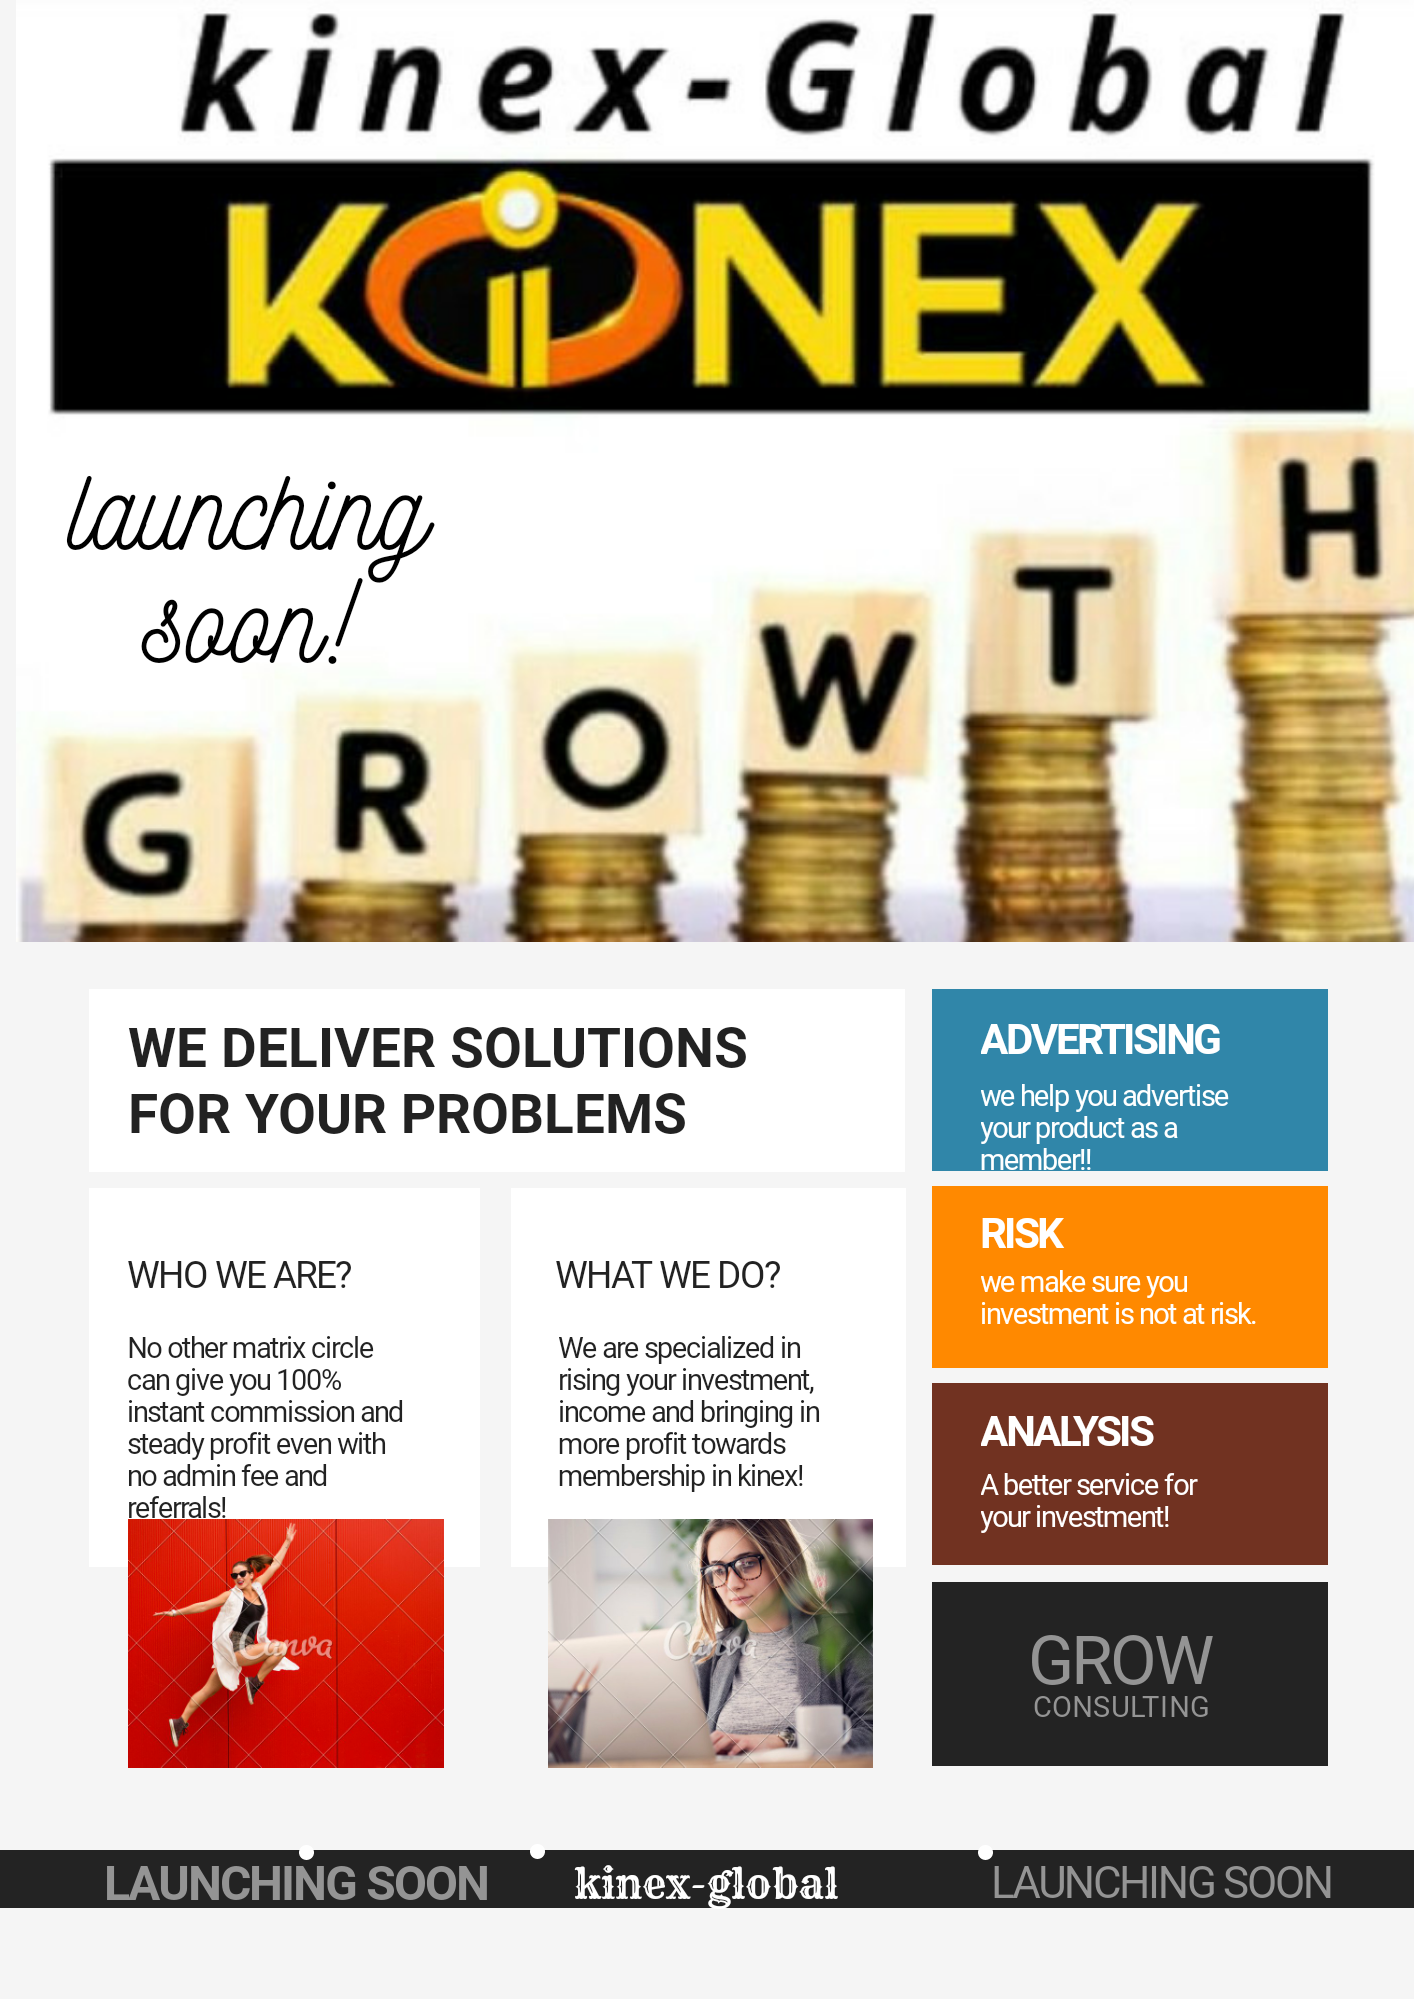 kinex-Global
KiNEX
launching
soon!
GROWTH
WE DELIVER SOLUTIONS
FOR YOUR PROBLEMS
WHO WE ARE?
No other matrix circle
can give you 100%
instant commission and
steady profit even with
no admin fee and
referrals!
Canva
WHAT WE DO?
We are specialized in
rising your investment,
income and bringing in
more profit towards
membership in kinex!
Canva
ADVERTISING
we help you advertise
your product as a
member!!
RISK
we make sure you
investment is not at risk.
ANALYSIS
A better service for
your investment!
GROW
CONSULTING
LAUNCHING SOON
kinex-global
LAUNCHING SOON